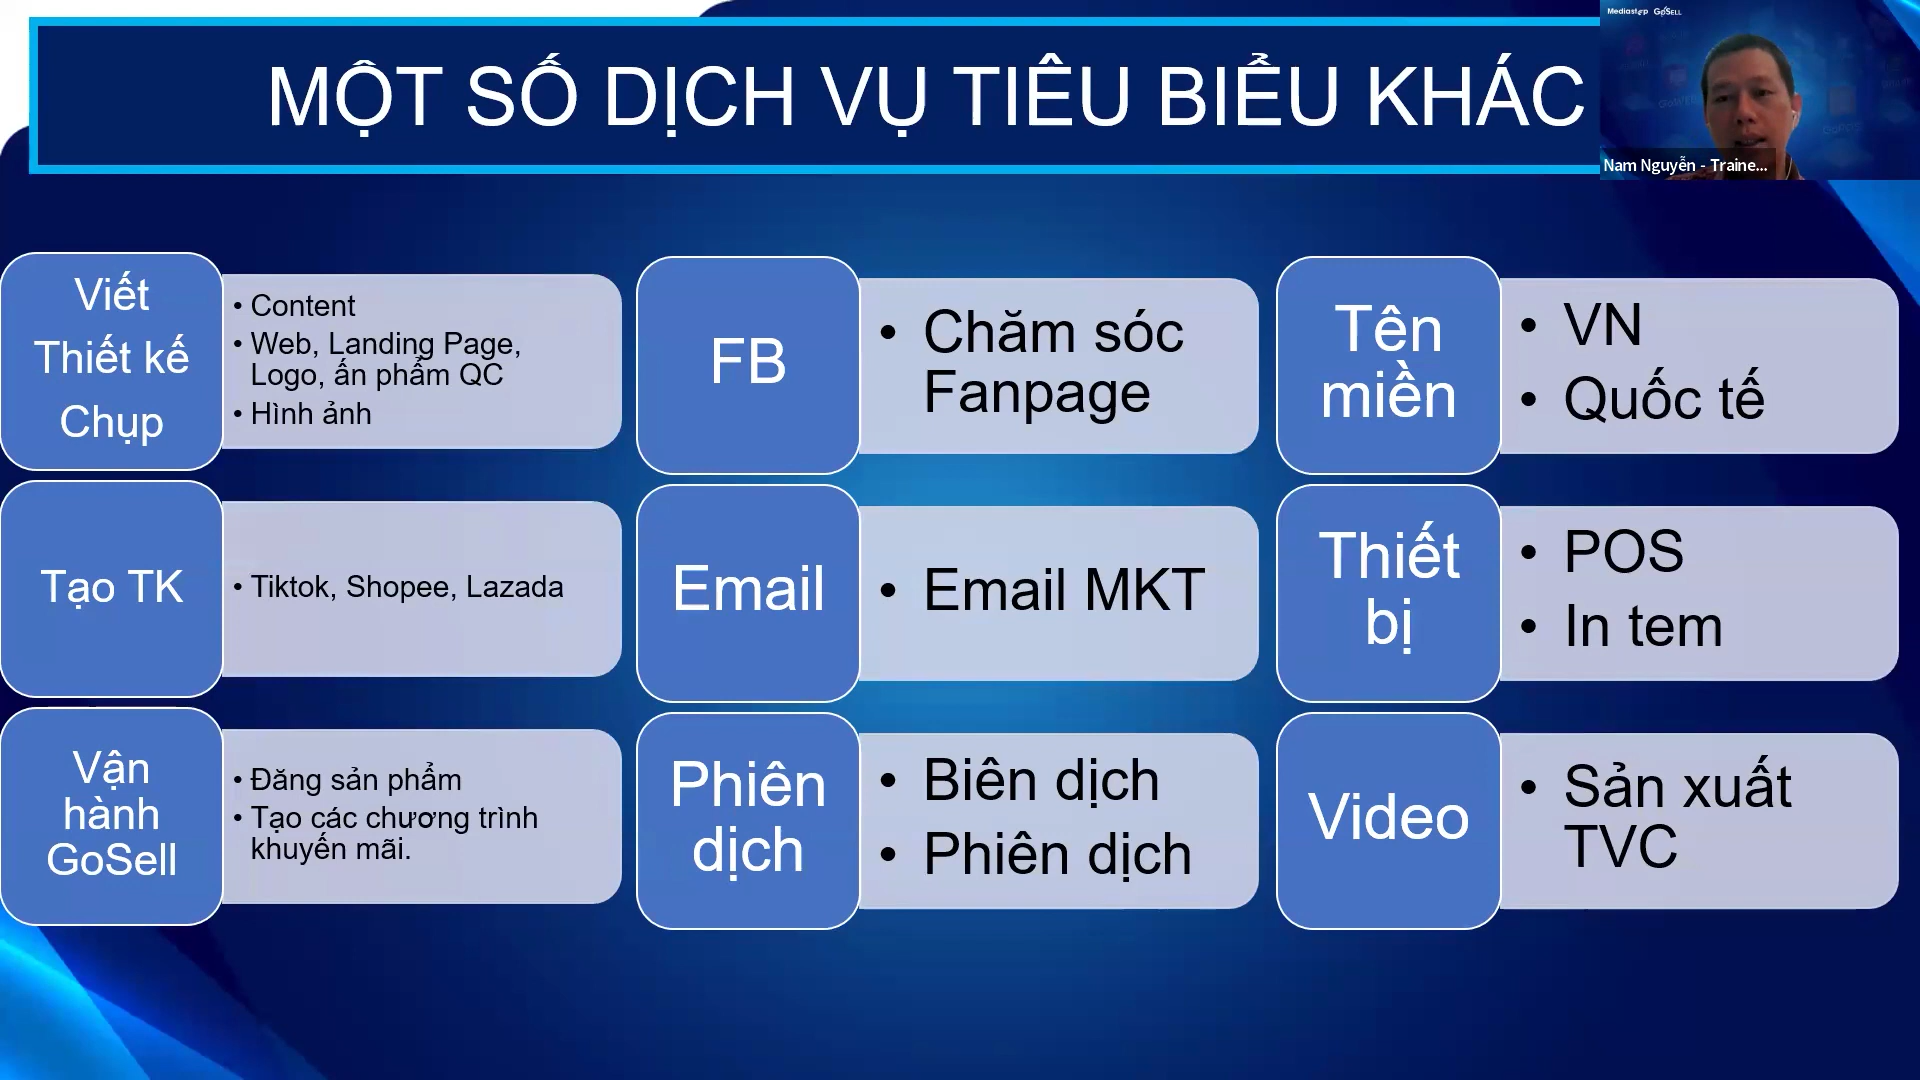 MỘT SỐ DỊCH VỤ TIÊU BIỂU KHÁC
Mediastep GoSELL
Nam Nguyễn - Traine...
Viết
Thiết kế
Chụp
• Content
• Web, Landing Page,
Logo, ấn phẩm QC
• Hình ảnh
Tạo TK
• Tiktok, Shopee, Lazada
Vận
hành
GoSell
• Đăng sản phẩm
• Tạo các chương trình
khuyến mãi.
FB
• Chăm sóc
Fanpage
Email
• Email MKT
Phiên
dịch
• Biên dịch
• Phiên dịch
Tên
miền
• VN
• Quốc tế
Thiết
bị
• POS
• In tem
Video
• Sản xuất
TVC